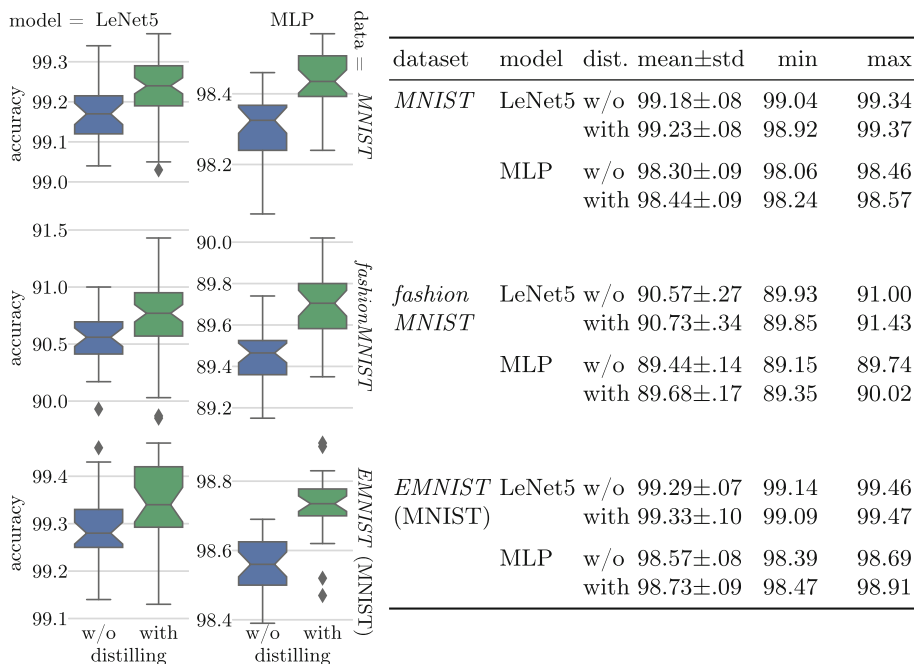 model = LeNet5 MLP
data = MNIST
accuracy
99.3
99.2
99.1
99.0
98.4
98.2
fashionMNIST
accuracy
91.5
91.0
90.5
90.0
90.0
89.8
89.6
89.4
89.2
EMNIST (MNIST)
accuracy
99.4
99.3
99.2
99.1
98.8
98.6
98.4
w/o with w/o with
distilling distilling
dataset model dist. mean±std min max
MNIST LeNet5 w/o 99.18±.08 99.04 99.34
with 99.23±.08 98.92 99.37
MLP w/o 98.30±.09 98.06 98.46
with 98.44±.09 98.24 98.57
fashion LeNet5 w/o 90.57±.27 89.93 91.00
MNIST with 90.73±.34 89.85 91.43
MLP w/o 89.44±.14 89.15 89.74
with 89.68±.17 89.35 90.02
EMNIST LeNet5 w/o 99.29±.07 99.14 99.46
(MNIST) with 99.33±.10 99.09 99.47
MLP w/o 98.57±.08 98.39 98.69
with 98.73±.09 98.47 98.91